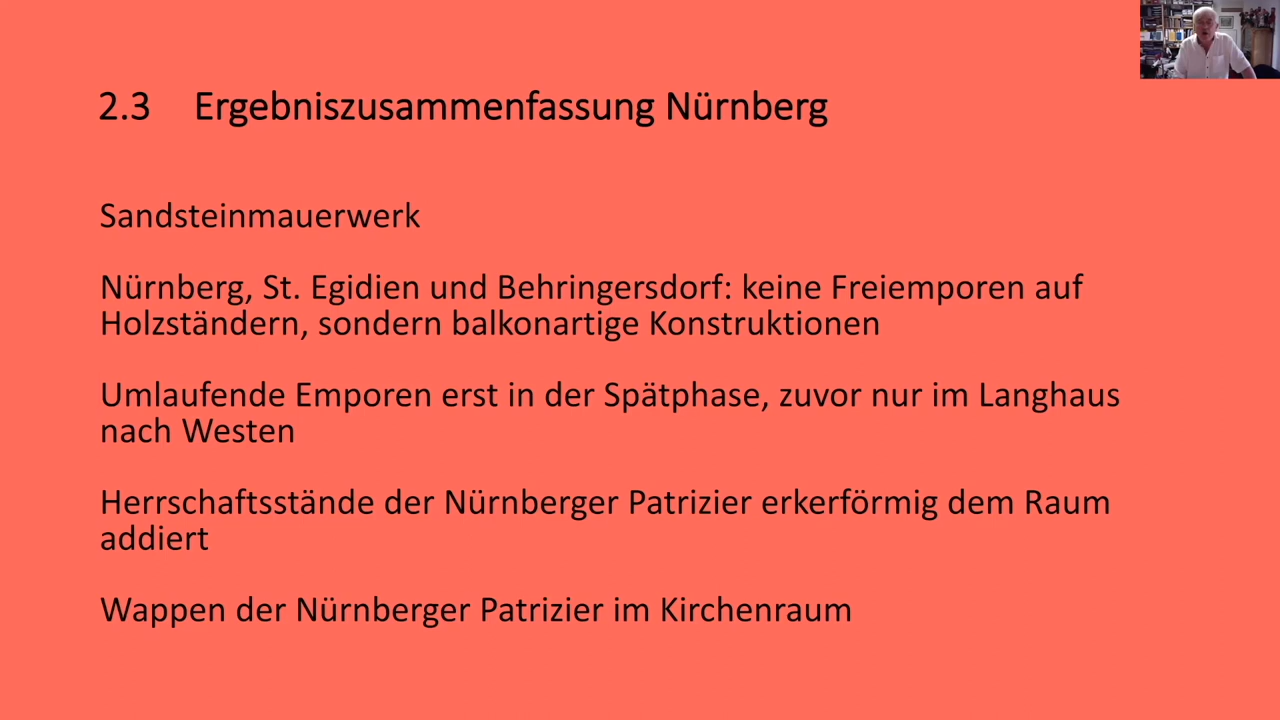 2.3 Ergebniszusammenfassung Nürnberg
Sandsteinmauerwerk
Nürnberg, St. Egidien und Behringersdorf: keine Freiemporen auf
Holzständern, sondern balkonartige Konstruktionen
Umlaufende Emporen erst in der Spätphase, zuvor nur im Langhaus
nach Westen
Herrschaftsstände der Nürnberger Patrizier erkerförmig dem Raum
addiert
Wappen der Nürnberger Patrizier im Kirchenraum